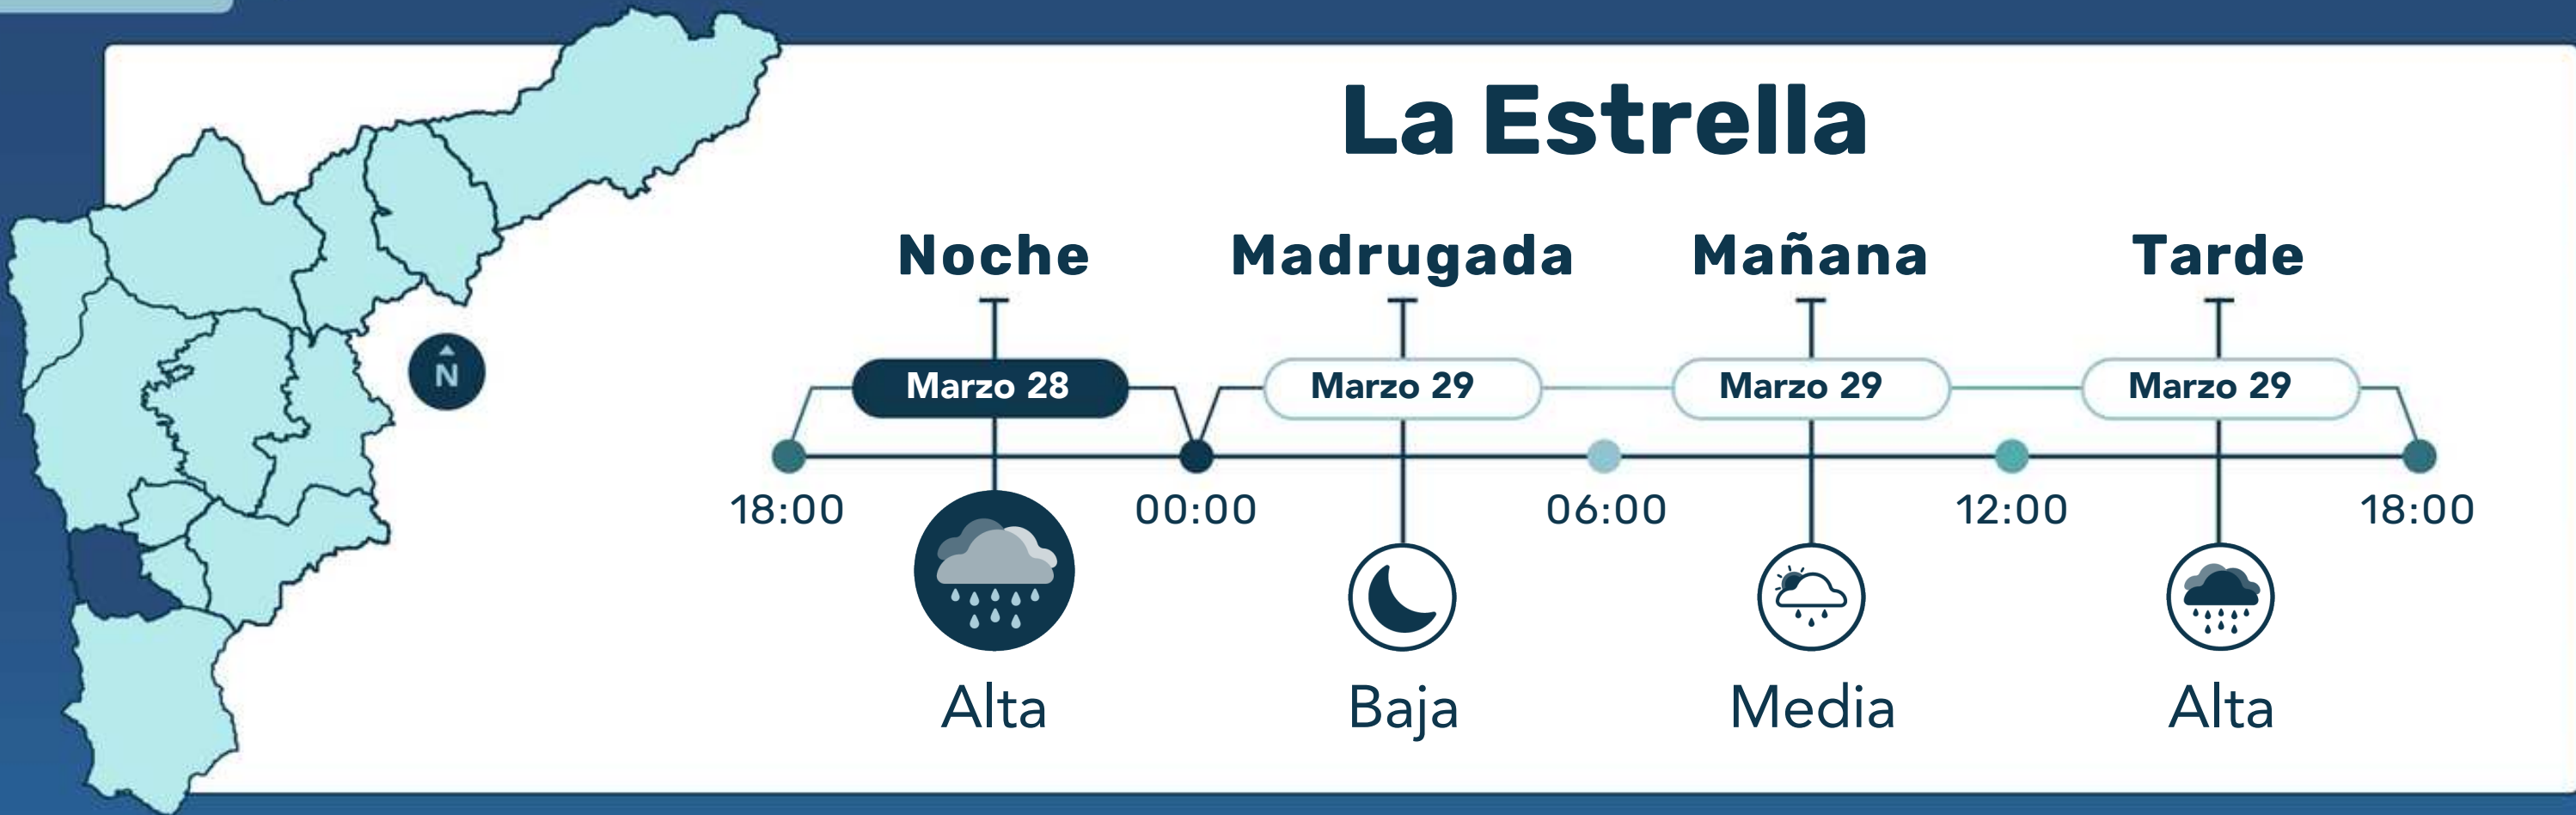 La Estrella
Noche Madrugada Mañana Tarde
N
Marzo 28 Marzo 29 Marzo 29 Marzo 29
18:00 00:00 06:00 12:00 18:00
Alta Baja Media Alta